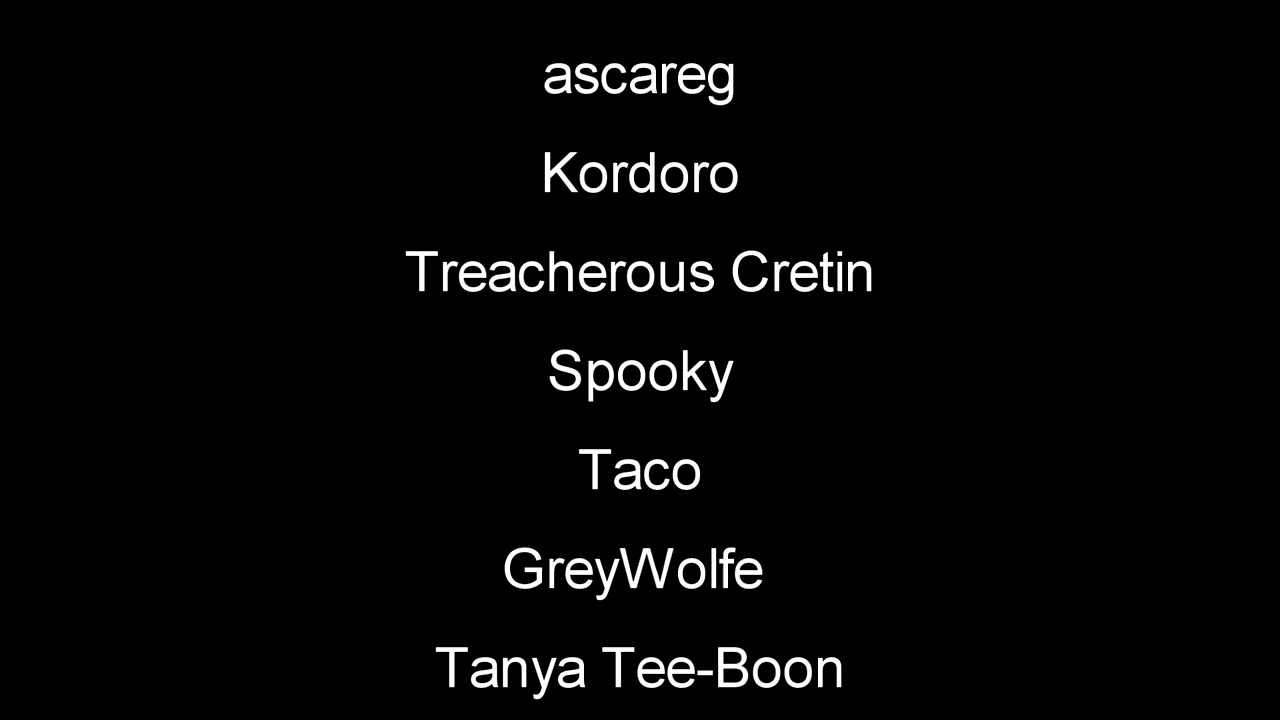 ascareg
Kordoro
Treacherous Cretin
Spooky
Taco
GreyWolfe
Tanya Tee-Boon